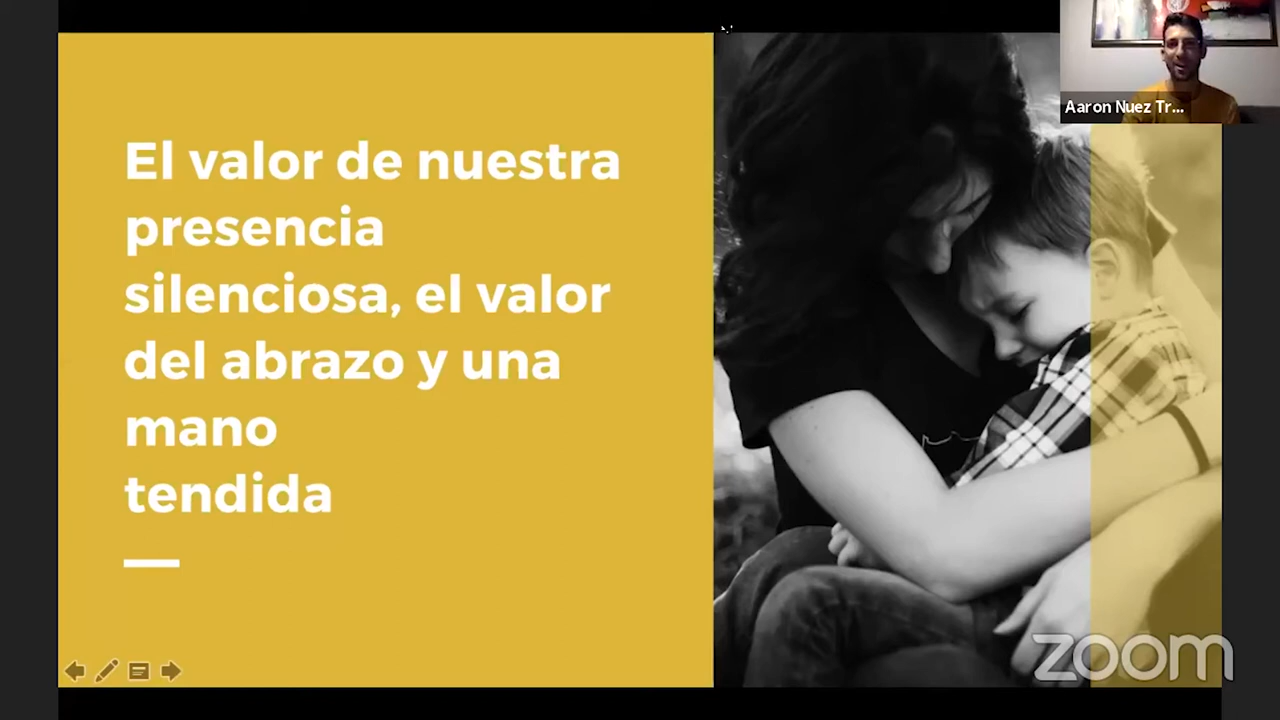 Aaron Nuez Tr...
El valor de nuestra
presencia
silenciosa, el valor
del abrazo y una
mano
tendida
zoom